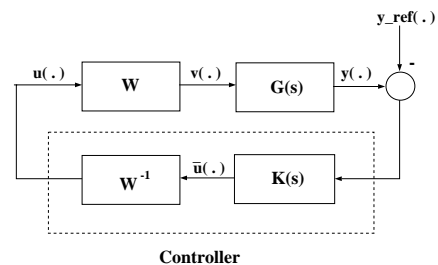 y_ref( . )
-
u( . )
W
v( . )
G(s)
y( . )
W⁻¹
ū( . )
K(s)
Controller